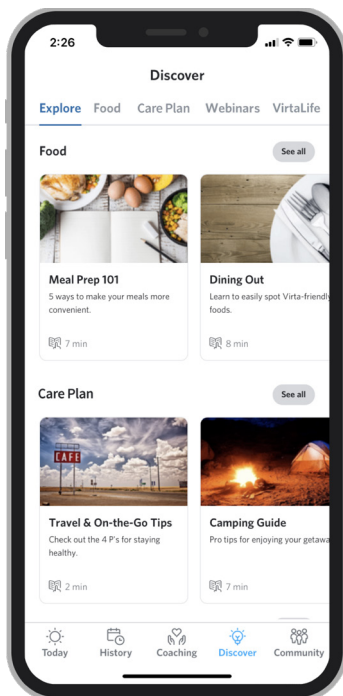 2:26
Discover
Explore Food Care Plan Webinars VirtaLife
Food
See all
Meal Prep 101
5 ways to make your meals more
convenient.
7 min
Dining Out
Learn to easily spot Virta-friendly
foods.
8 min
Care Plan
See all
CAFE
Travel & On-the-Go Tips
Check out the 4 P's for staying
healthy.
2 min
Camping Guide
Pro tips for enjoying your getawa
7 min
Today History Coaching Discover Community